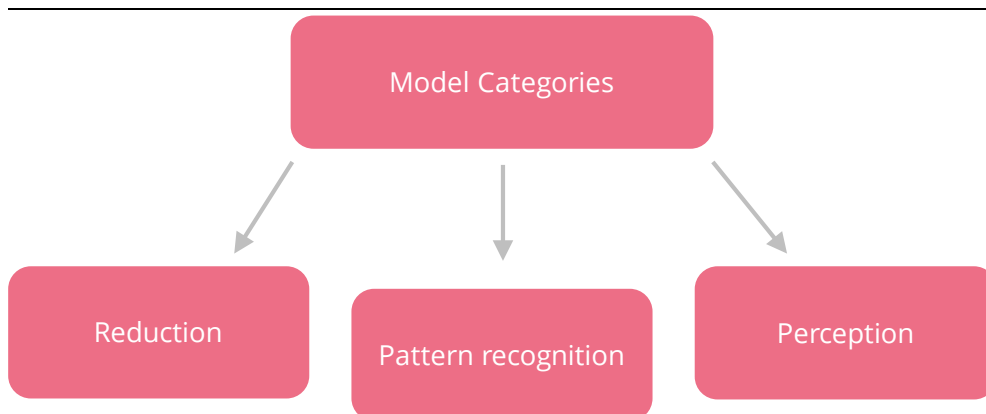 Model Categories
Reduction
Pattern recognition
Perception